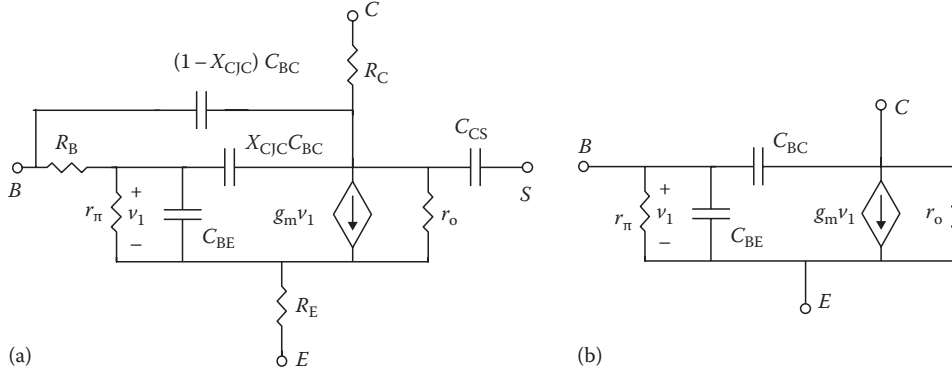 C
(1 – X_CJC) C_BC
R_C
R_B
X_CJC C_BC
C_CS
B
S
r_π
+
v_1
–
C_BE
g_m v_1
r_o
R_E
(a)
E
C
B
C_BC
r_π
+
v_1
–
C_BE
g_m v_1
r_o
E
(b)